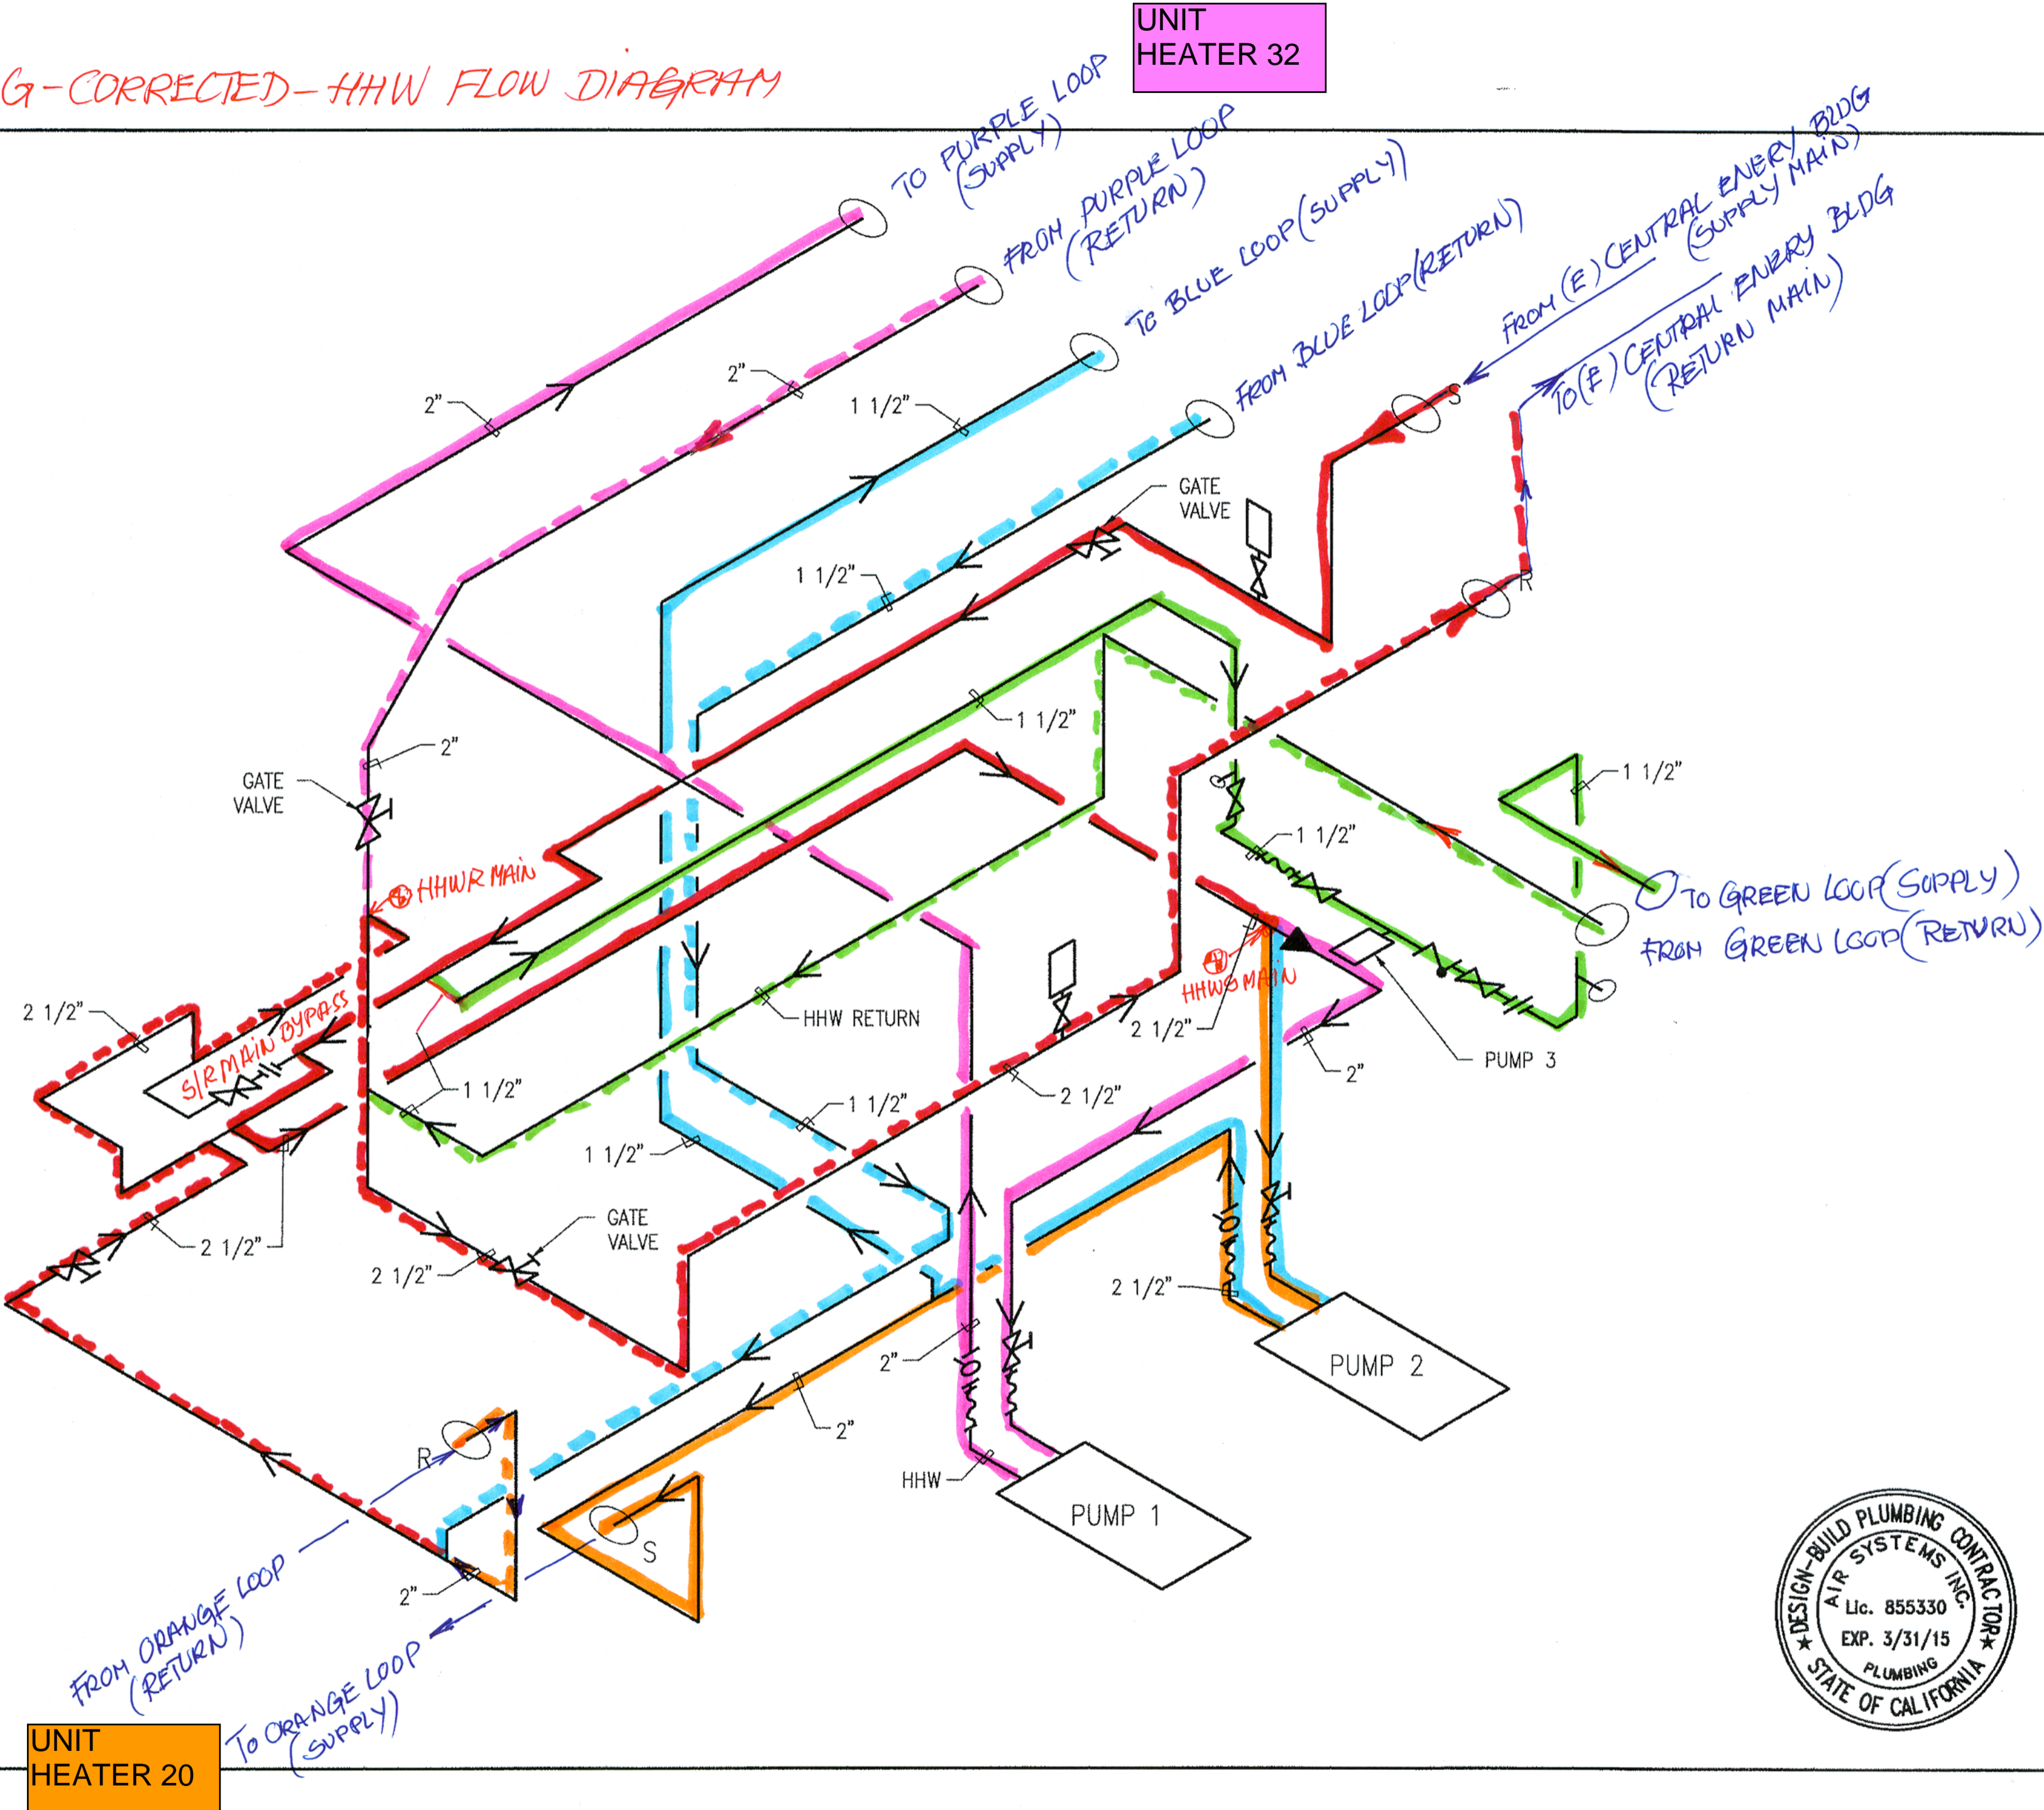 UNIT
HEATER 32
G-CORRECTED-HHW FLOW DIAGRAM
TO PURPLE LOOP
(SUPPLY)
FROM PURPLE LOOP
(RETURN)
TO BLUE LOOP (SUPPLY)
FROM BLUE LOOP (RETURN)
FROM (E) CENTRAL ENERY BLDG
(SUPPLY MAIN)
TO (E) CENTRAL ENERY BLDG
(RETURN MAIN)
2"
2"
1 1/2"
S
GATE
VALVE
1 1/2"
R
1 1/2"
2"
GATE
VALVE
1 1/2"
1 1/2"
HHWR MAIN
TO GREEN LOOP (SUPPLY)
FROM GREEN LOOP (RETURN)
2 1/2"
S/R MAIN BYPASS
HHW RETURN
HHWS MAIN
2 1/2"
PUMP 3
2"
1 1/2"
2 1/2"
1 1/2"
1 1/2"
2 1/2"
GATE
VALVE
2 1/2"
2 1/2"
2"
PUMP 2
2"
R
HHW
PUMP 1
S
2"
FROM ORANGE LOOP
(RETURN)
TO ORANGE LOOP
(SUPPLY)
DESIGN-BUILD PLUMBING CONTRACTOR
AIR SYSTEMS INC.
Lic. 855330
EXP. 3/31/15
PLUMBING
STATE OF CALIFORNIA
UNIT
HEATER 20